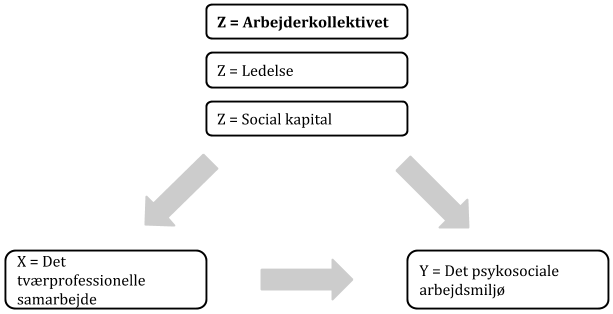 Z = Arbejderkollektivet
Z = Ledelse
Z = Social kapital
X = Det
tværprofessionelle
samarbejde
Y = Det psykosociale
arbejdsmiljø